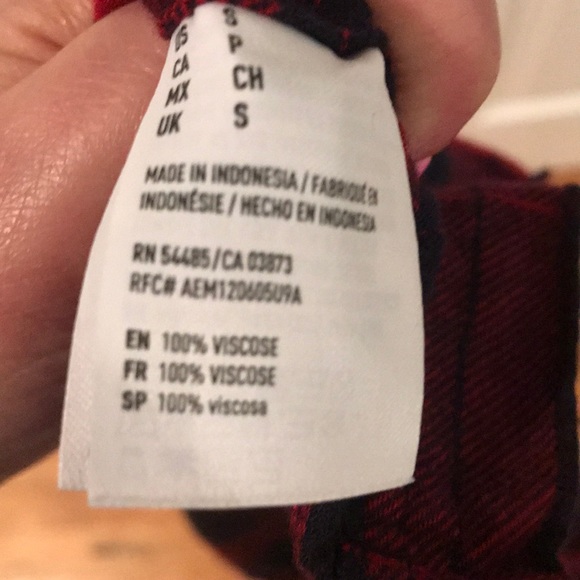 US S
CA P
MX CH
UK S
MADE IN INDONESIA / FABRIQUÉ EN
INDONÉSIE / HECHO EN INDONESIA
RN 54485/CA 03873
RFC# AEM120605U9A
EN 100% VISCOSE
FR 100% VISCOSE
SP 100% viscosa